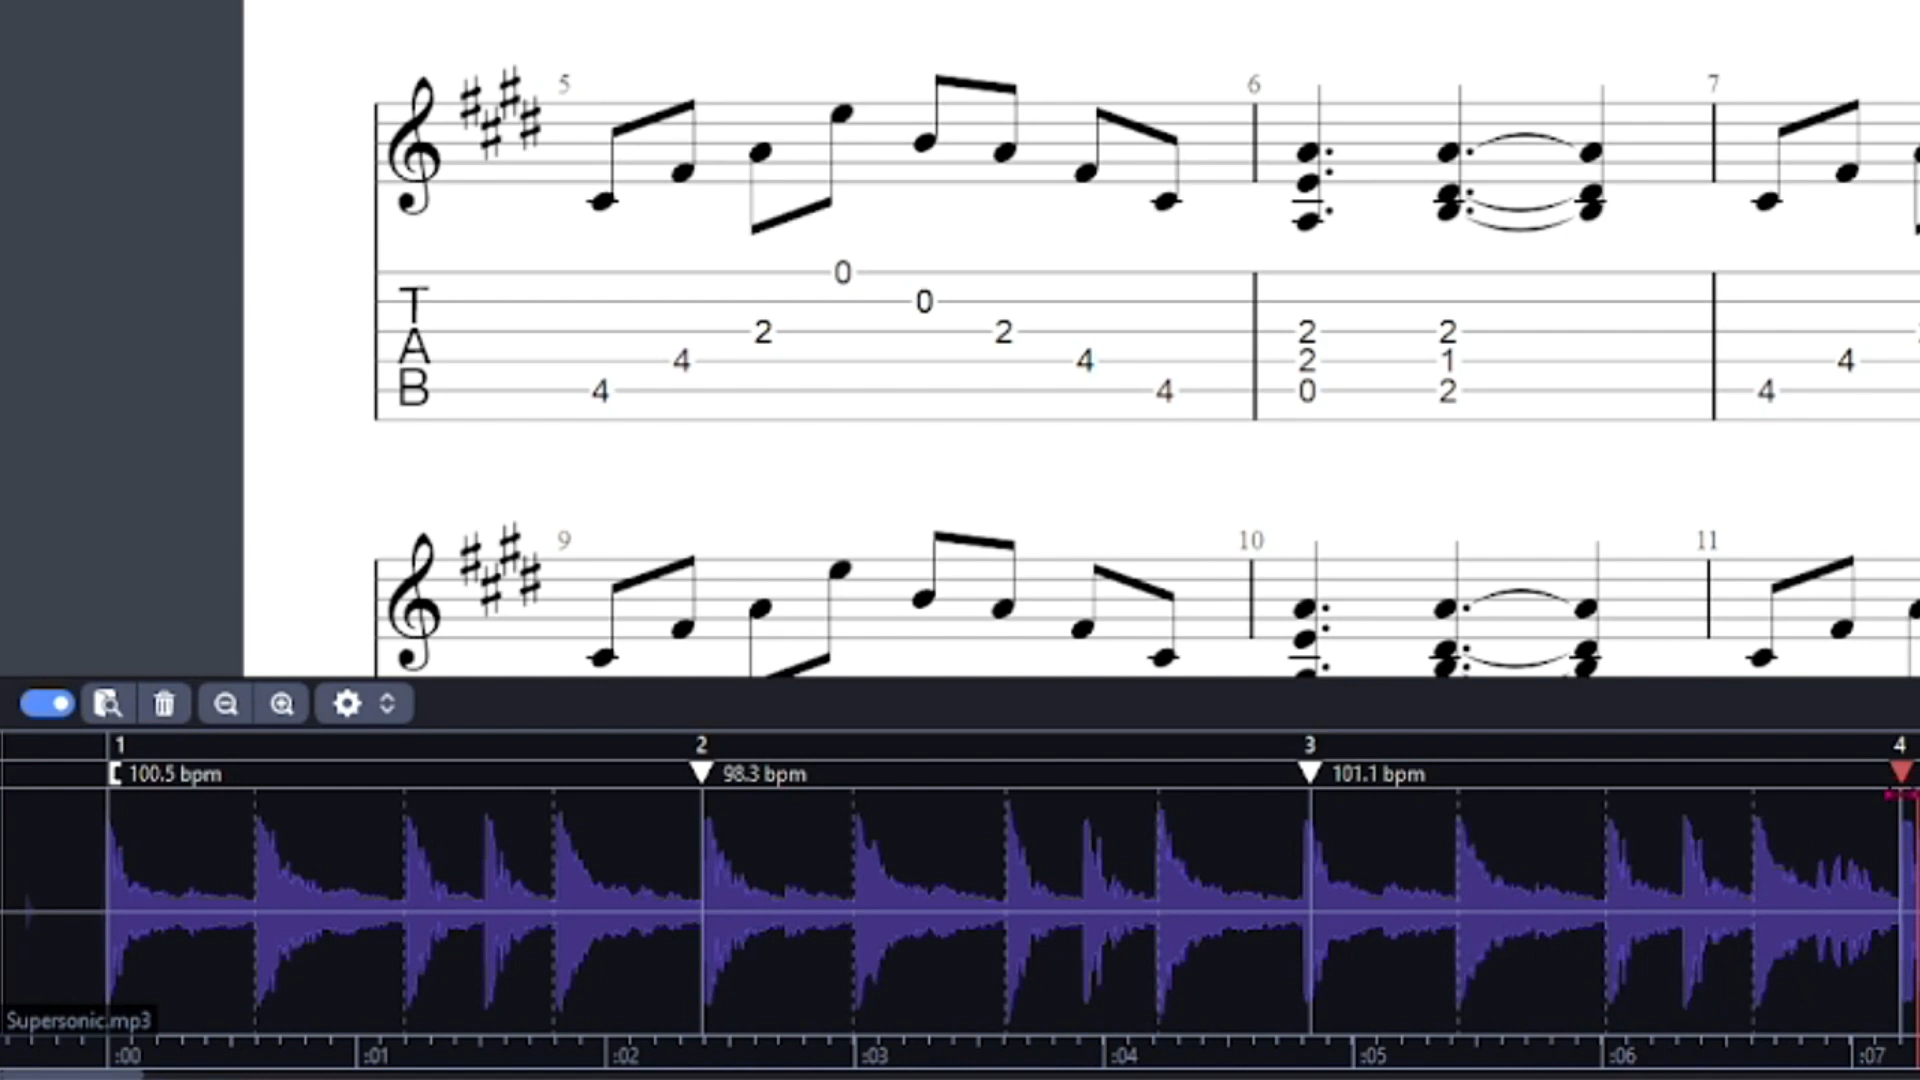 5 6 7
0
T 0
2 2 2 2
A 4 4 2 1 4
B 4 4 0 2 4
9 10 11
1 2 3 4
100.5 bpm 98.3 bpm 101.1 bpm
Supersonic.mp3
:00 :01 :02 :03 :04 :05 :06 :07